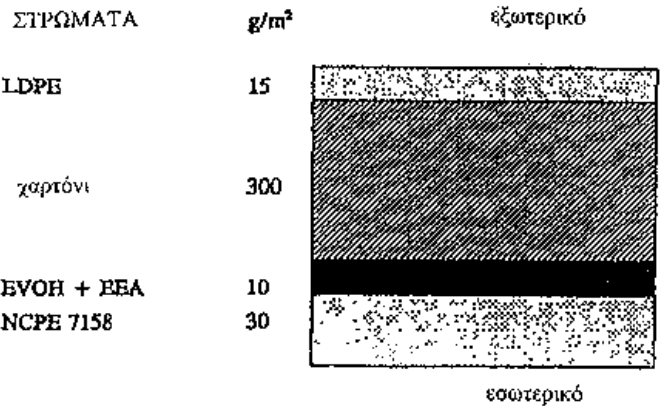 ΣΤΡΩΜΑΤΑ g/m² εξωτερικό
LDPE 15
χαρτόνι 300
EVOH + EEA 10
NCPE 7158 30
εσωτερικό